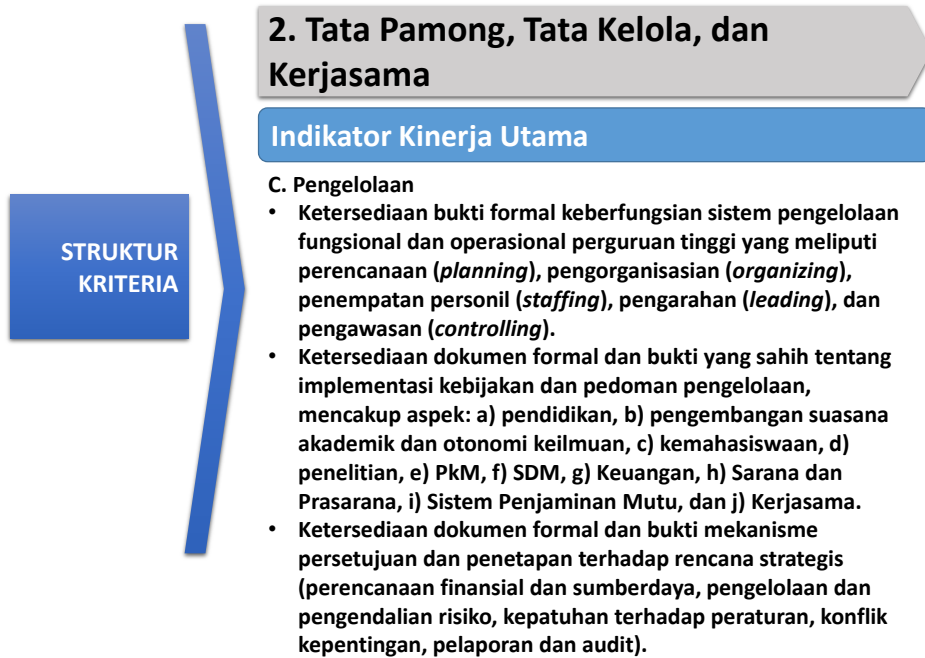 2. Tata Pamong, Tata Kelola, dan
Kerjasama
Indikator Kinerja Utama
STRUKTUR
KRITERIA
C. Pengelolaan
• Ketersediaan bukti formal keberfungsian sistem pengelolaan
fungsional dan operasional perguruan tinggi yang meliputi
perencanaan (planning), pengorganisasian (organizing),
penempatan personil (staffing), pengarahan (leading), dan
pengawasan (controlling).
• Ketersediaan dokumen formal dan bukti yang sahih tentang
implementasi kebijakan dan pedoman pengelolaan,
mencakup aspek: a) pendidikan, b) pengembangan suasana
akademik dan otonomi keilmuan, c) kemahasiswaan, d)
penelitian, e) PkM, f) SDM, g) Keuangan, h) Sarana dan
Prasarana, i) Sistem Penjaminan Mutu, dan j) Kerjasama.
• Ketersediaan dokumen formal dan bukti mekanisme
persetujuan dan penetapan terhadap rencana strategis
(perencanaan finansial dan sumberdaya, pengelolaan dan
pengendalian risiko, kepatuhan terhadap peraturan, konflik
kepentingan, pelaporan dan audit).